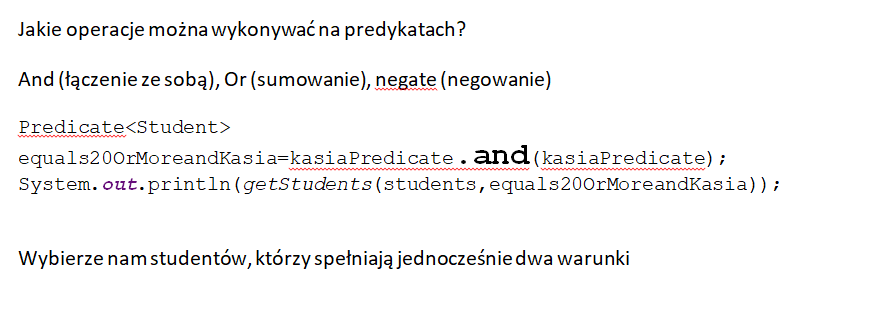 Jakie operacje można wykonywać na predykatach?
And (łączenie ze sobą), Or (sumowanie), negate (negowanie)
Predicate<Student>
equals20OrMoreandKasia=kasiaPredicate.and(kasiaPredicate);
System.out.println(getStudents(students,equals20OrMoreandKasia));
Wybierze nam studentów, którzy spełniają jednocześnie dwa warunki